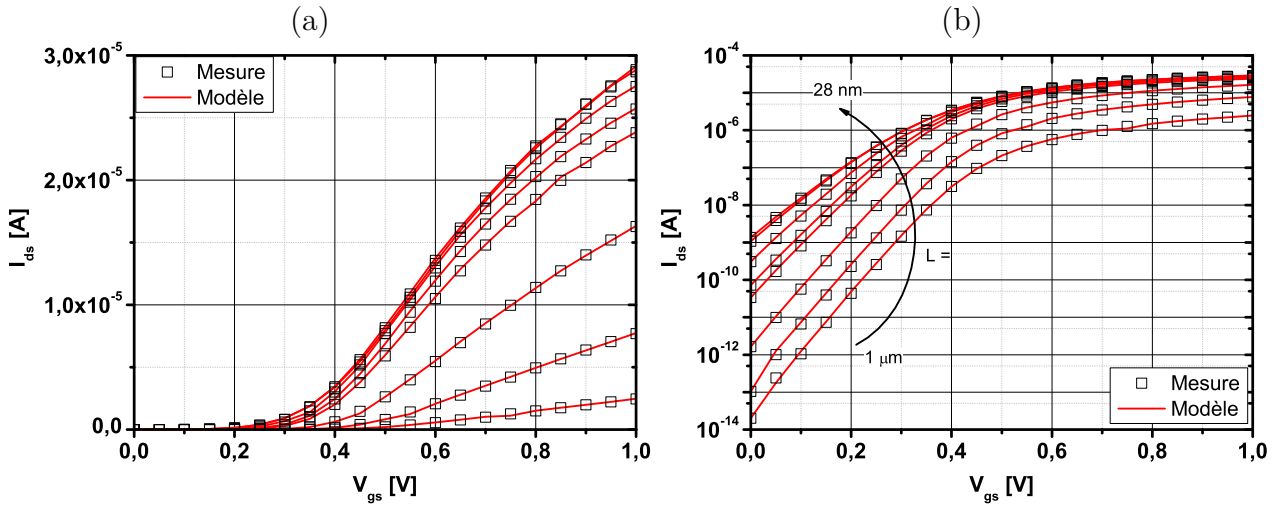 (a)
3,0x10⁻⁵
2,0x10⁻⁵
1,0x10⁻⁵
0,0
I_ds [A]
Mesure
Modèle
0,0 0,2 0,4 0,6 0,8 1,0
V_gs [V]
(b)
10⁻⁴
10⁻⁶
10⁻⁸
10⁻¹⁰
10⁻¹²
10⁻¹⁴
I_ds [A]
28 nm
L =
1 μm
Mesure
Modèle
0,0 0,2 0,4 0,6 0,8 1,0
V_gs [V]